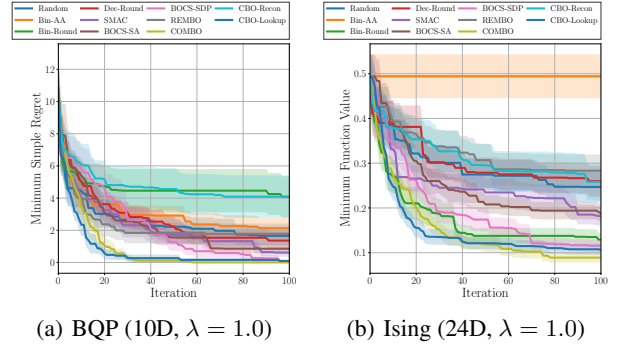 Random Dec-Round BOCS-SDP CBO-Recon
Bin-AA SMAC REMBO CBO-Lookup
Bin-Round BOCS-SA COMBO
Random Dec-Round BOCS-SDP CBO-Recon
Bin-AA SMAC REMBO CBO-Lookup
Bin-Round BOCS-SA COMBO
Minimum Simple Regret
12
10
8
6
4
2
0
0 20 40 60 80 100
Iteration
Minimum Function Value
0.5
0.4
0.3
0.2
0.1
0 20 40 60 80 100
Iteration
(a) BQP (10D, λ = 1.0)
(b) Ising (24D, λ = 1.0)